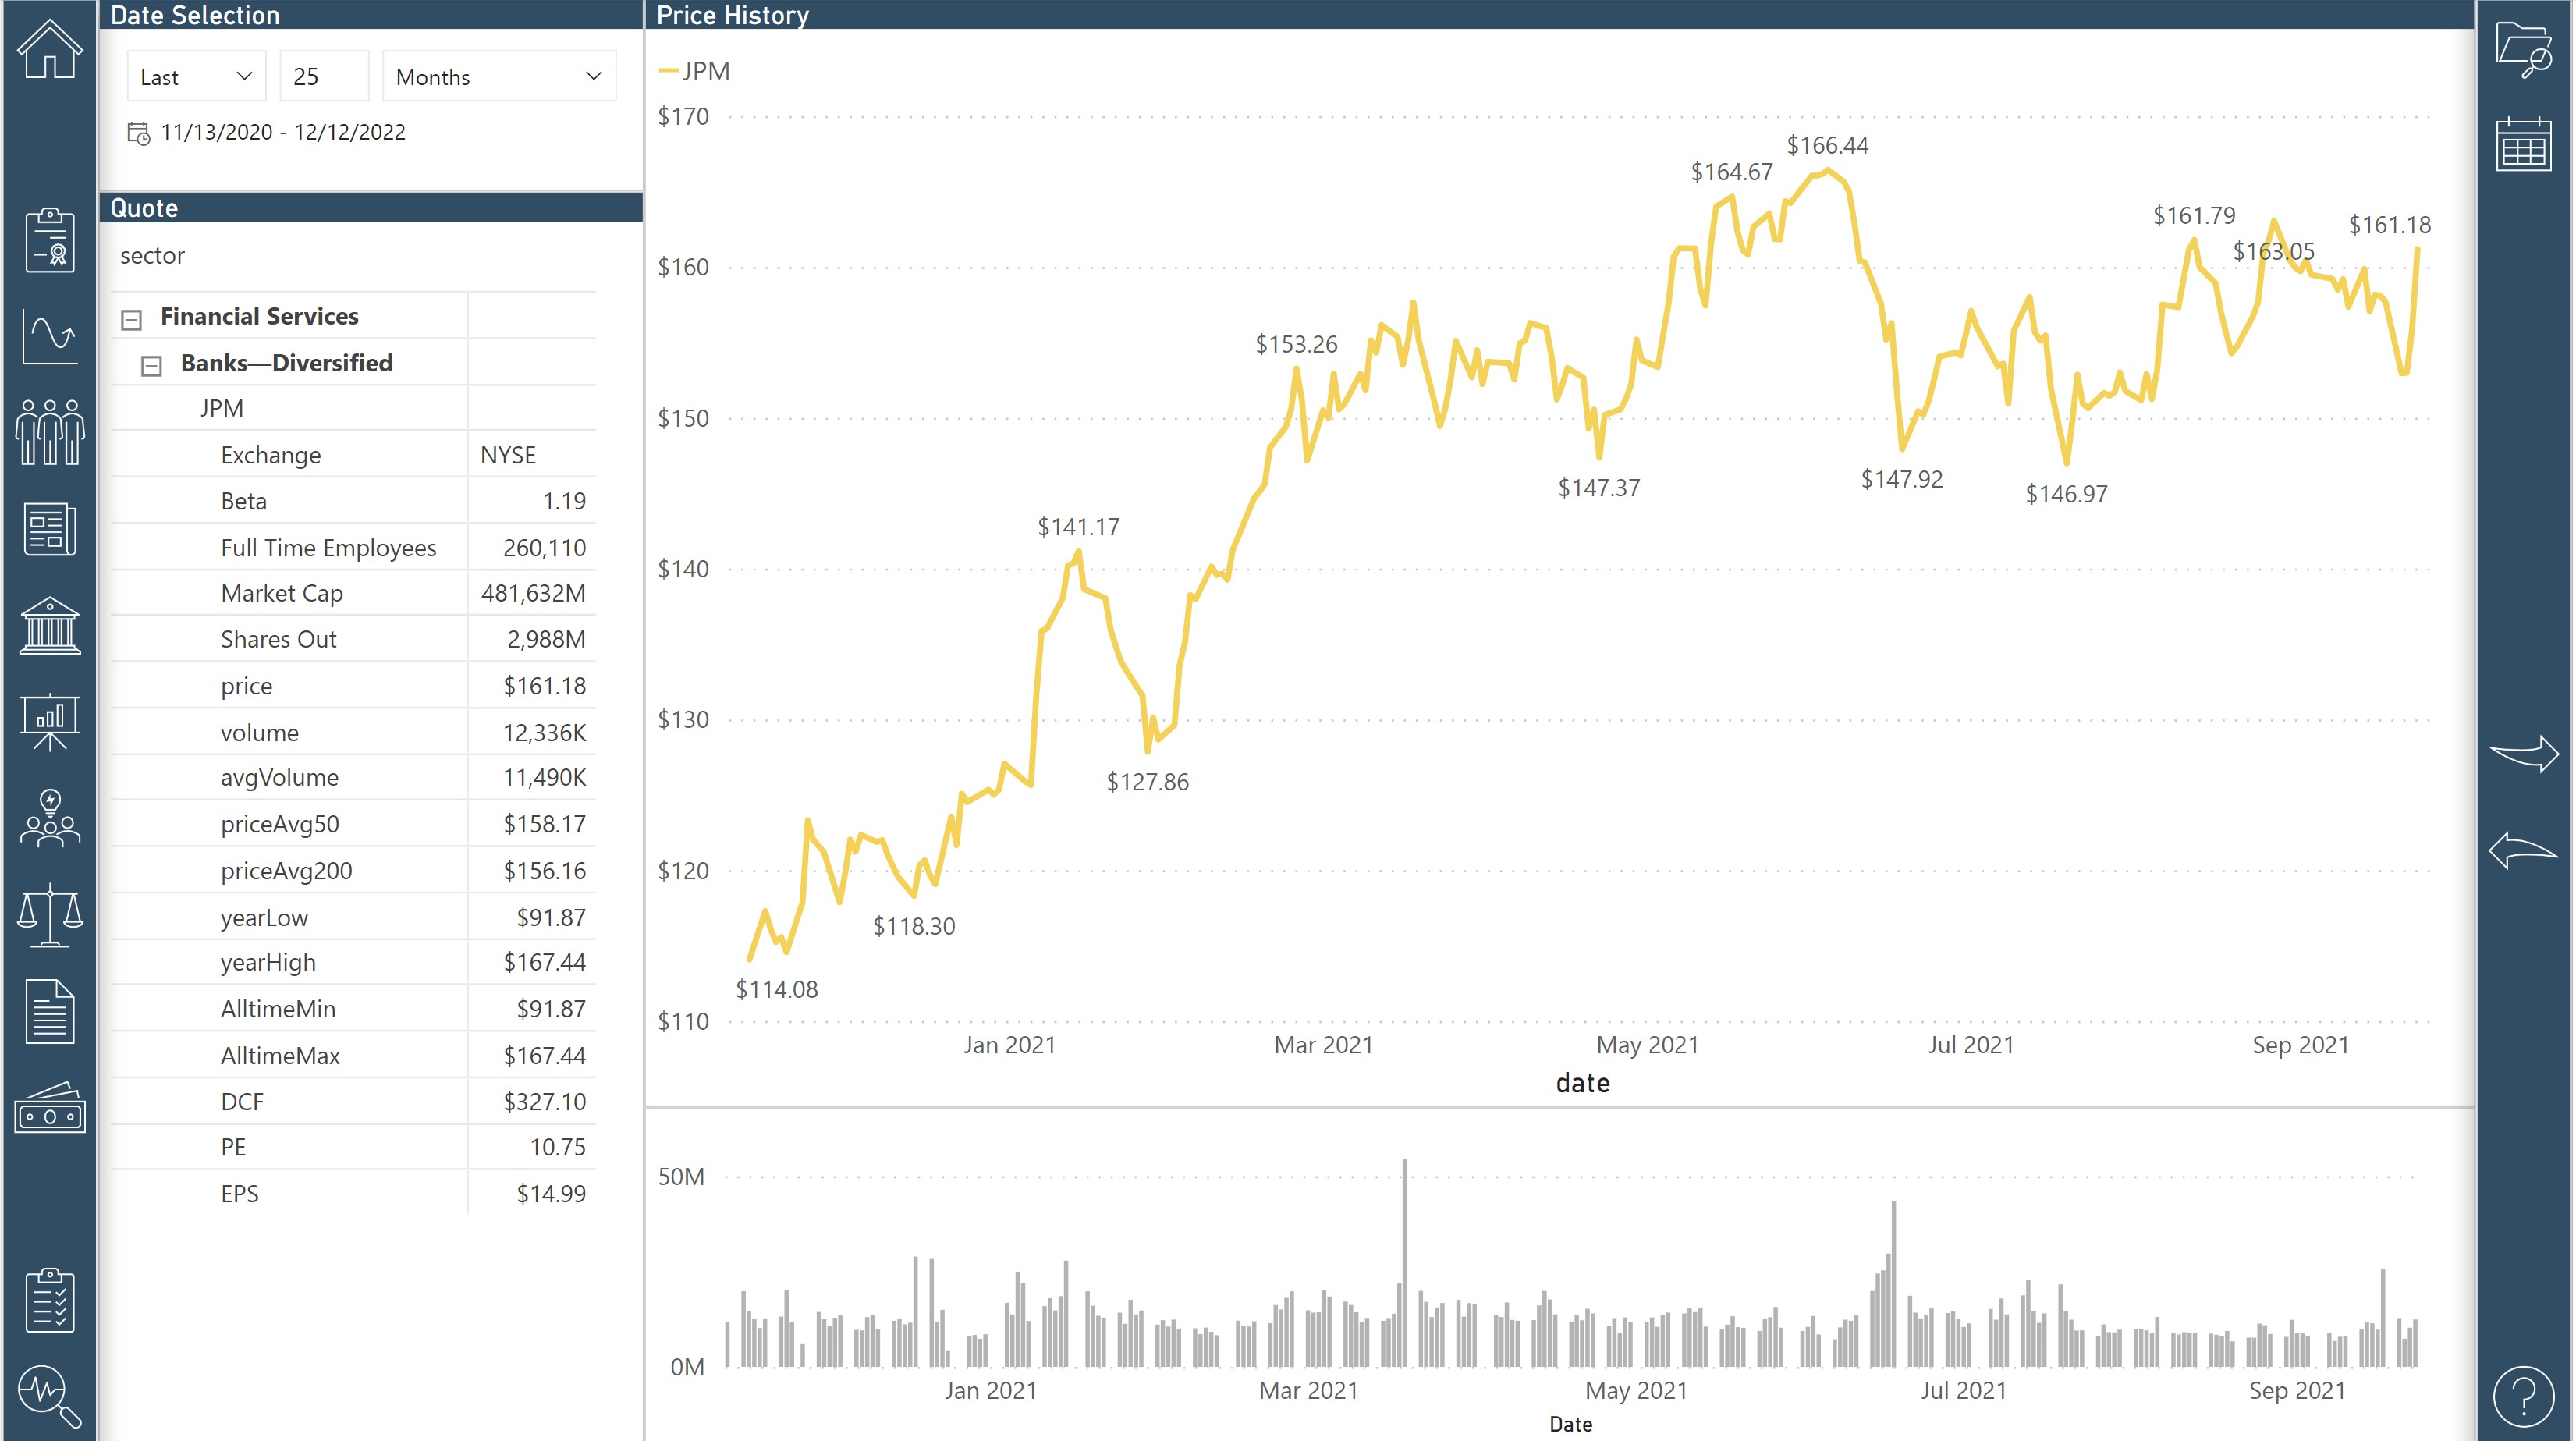 Date Selection
Last 25 Months
11/13/2020 - 12/12/2022
Quote
sector
Financial Services
Banks—Diversified
JPM
Exchange NYSE
Beta 1.19
Full Time Employees 260,110
Market Cap 481,632M
Shares Out 2,988M
price $161.18
volume 12,336K
avgVolume 11,490K
priceAvg50 $158.17
priceAvg200 $156.16
yearLow $91.87
yearHigh $167.44
AlltimeMin $91.87
AlltimeMax $167.44
DCF $327.10
PE 10.75
EPS $14.99
Price History
JPM
$170
$160
$150
$140
$130
$120
$110
$114.08
$118.30
$141.17
$127.86
$153.26
$147.37
$164.67
$166.44
$147.92
$146.97
$161.79
$163.05
$161.18
Jan 2021 Mar 2021 May 2021 Jul 2021 Sep 2021
date
50M
0M
Jan 2021 Mar 2021 May 2021 Jul 2021 Sep 2021
Date